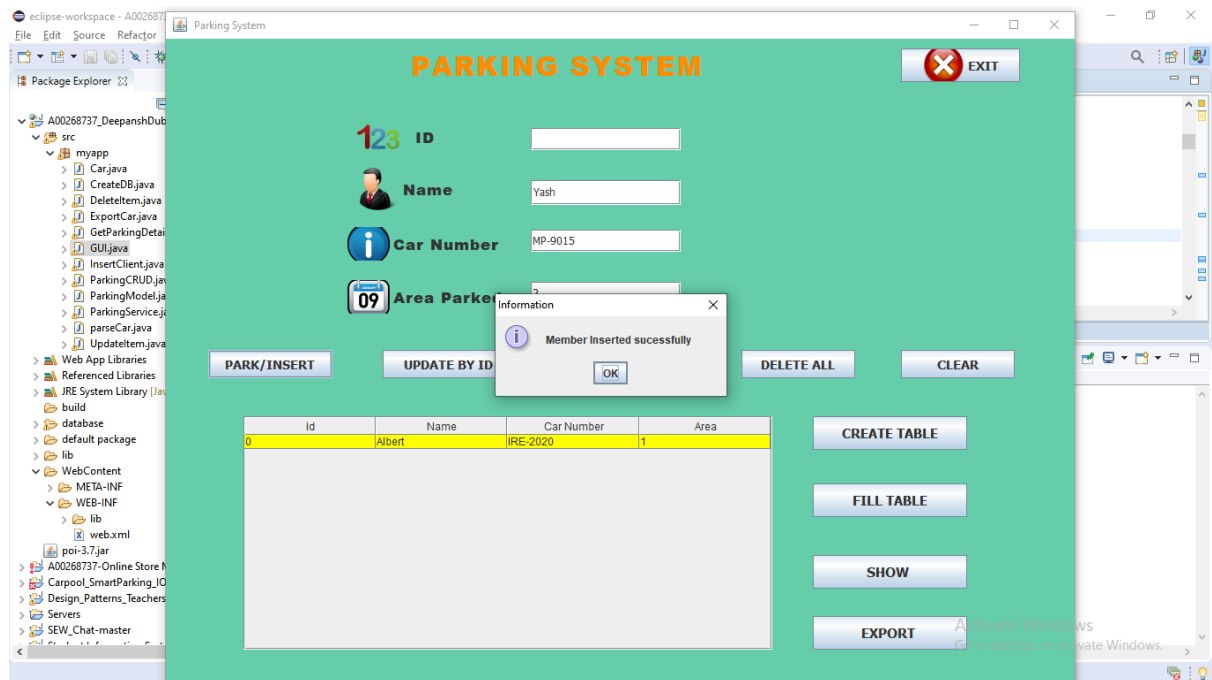 eclipse-workspace - A002687
Parking System
File Edit Source Refactor
PARKING SYSTEM
EXIT
Package Explorer
A00268737_DeepanshDub
src
myapp
Car.java
CreateDB.java
DeleteItem.java
ExportCar.java
GetParkingDetai
GUI.java
InsertClient.java
ParkingCRUD.jav
ParkingModel.ja
ParkingService.ja
parseCar.java
UpdateItem.java
Web App Libraries
Referenced Libraries
JRE System Library [Jav
build
database
default package
lib
WebContent
META-INF
WEB-INF
lib
web.xml
poi-3.7.jar
A00268737-Online Store M
Carpool_SmartParking_IO
Design_Patterns_Teachers
Servers
SEW_Chat-master
123 ID
Name Yash
Car Number MP-9015
09 Area Parked
Information
Member Inserted sucessfully
OK
PARK/INSERT UPDATE BY ID DELETE ALL CLEAR
Id Name Car Number Area
0 Albert IRE-2020 1
CREATE TABLE
FILL TABLE
SHOW
EXPORT
Activate Windows